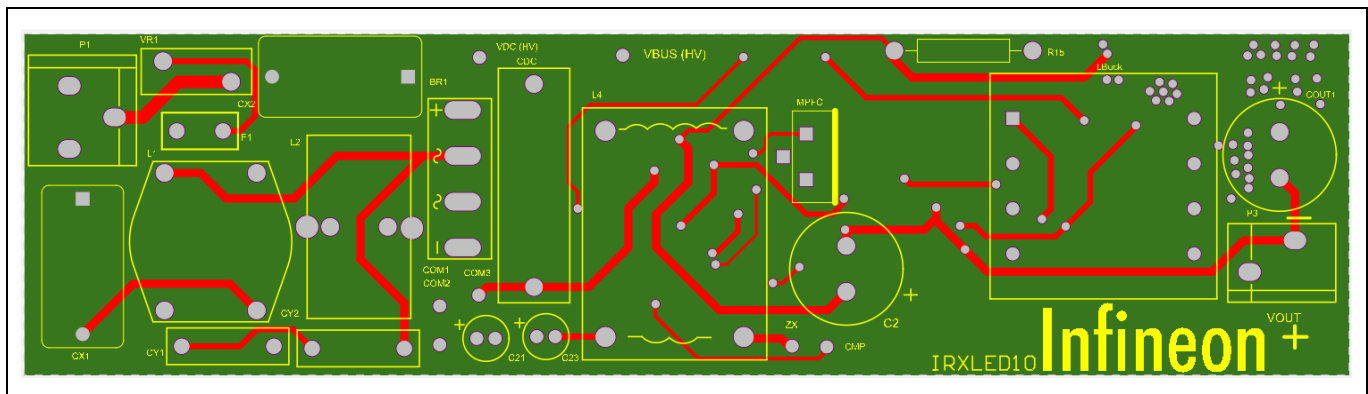 P1
VR1
CX2
F1
L1
L2
BR1
VDC (HV)
CDC
VBUS (HV)
L4
MPFC
R15
LBuck
COUT1
P3
COM1
COM2
COM3
CX1
CY1
CY2
C21
C23
ZX
CMP
C2
VOUT
IRXLED10
Infineon